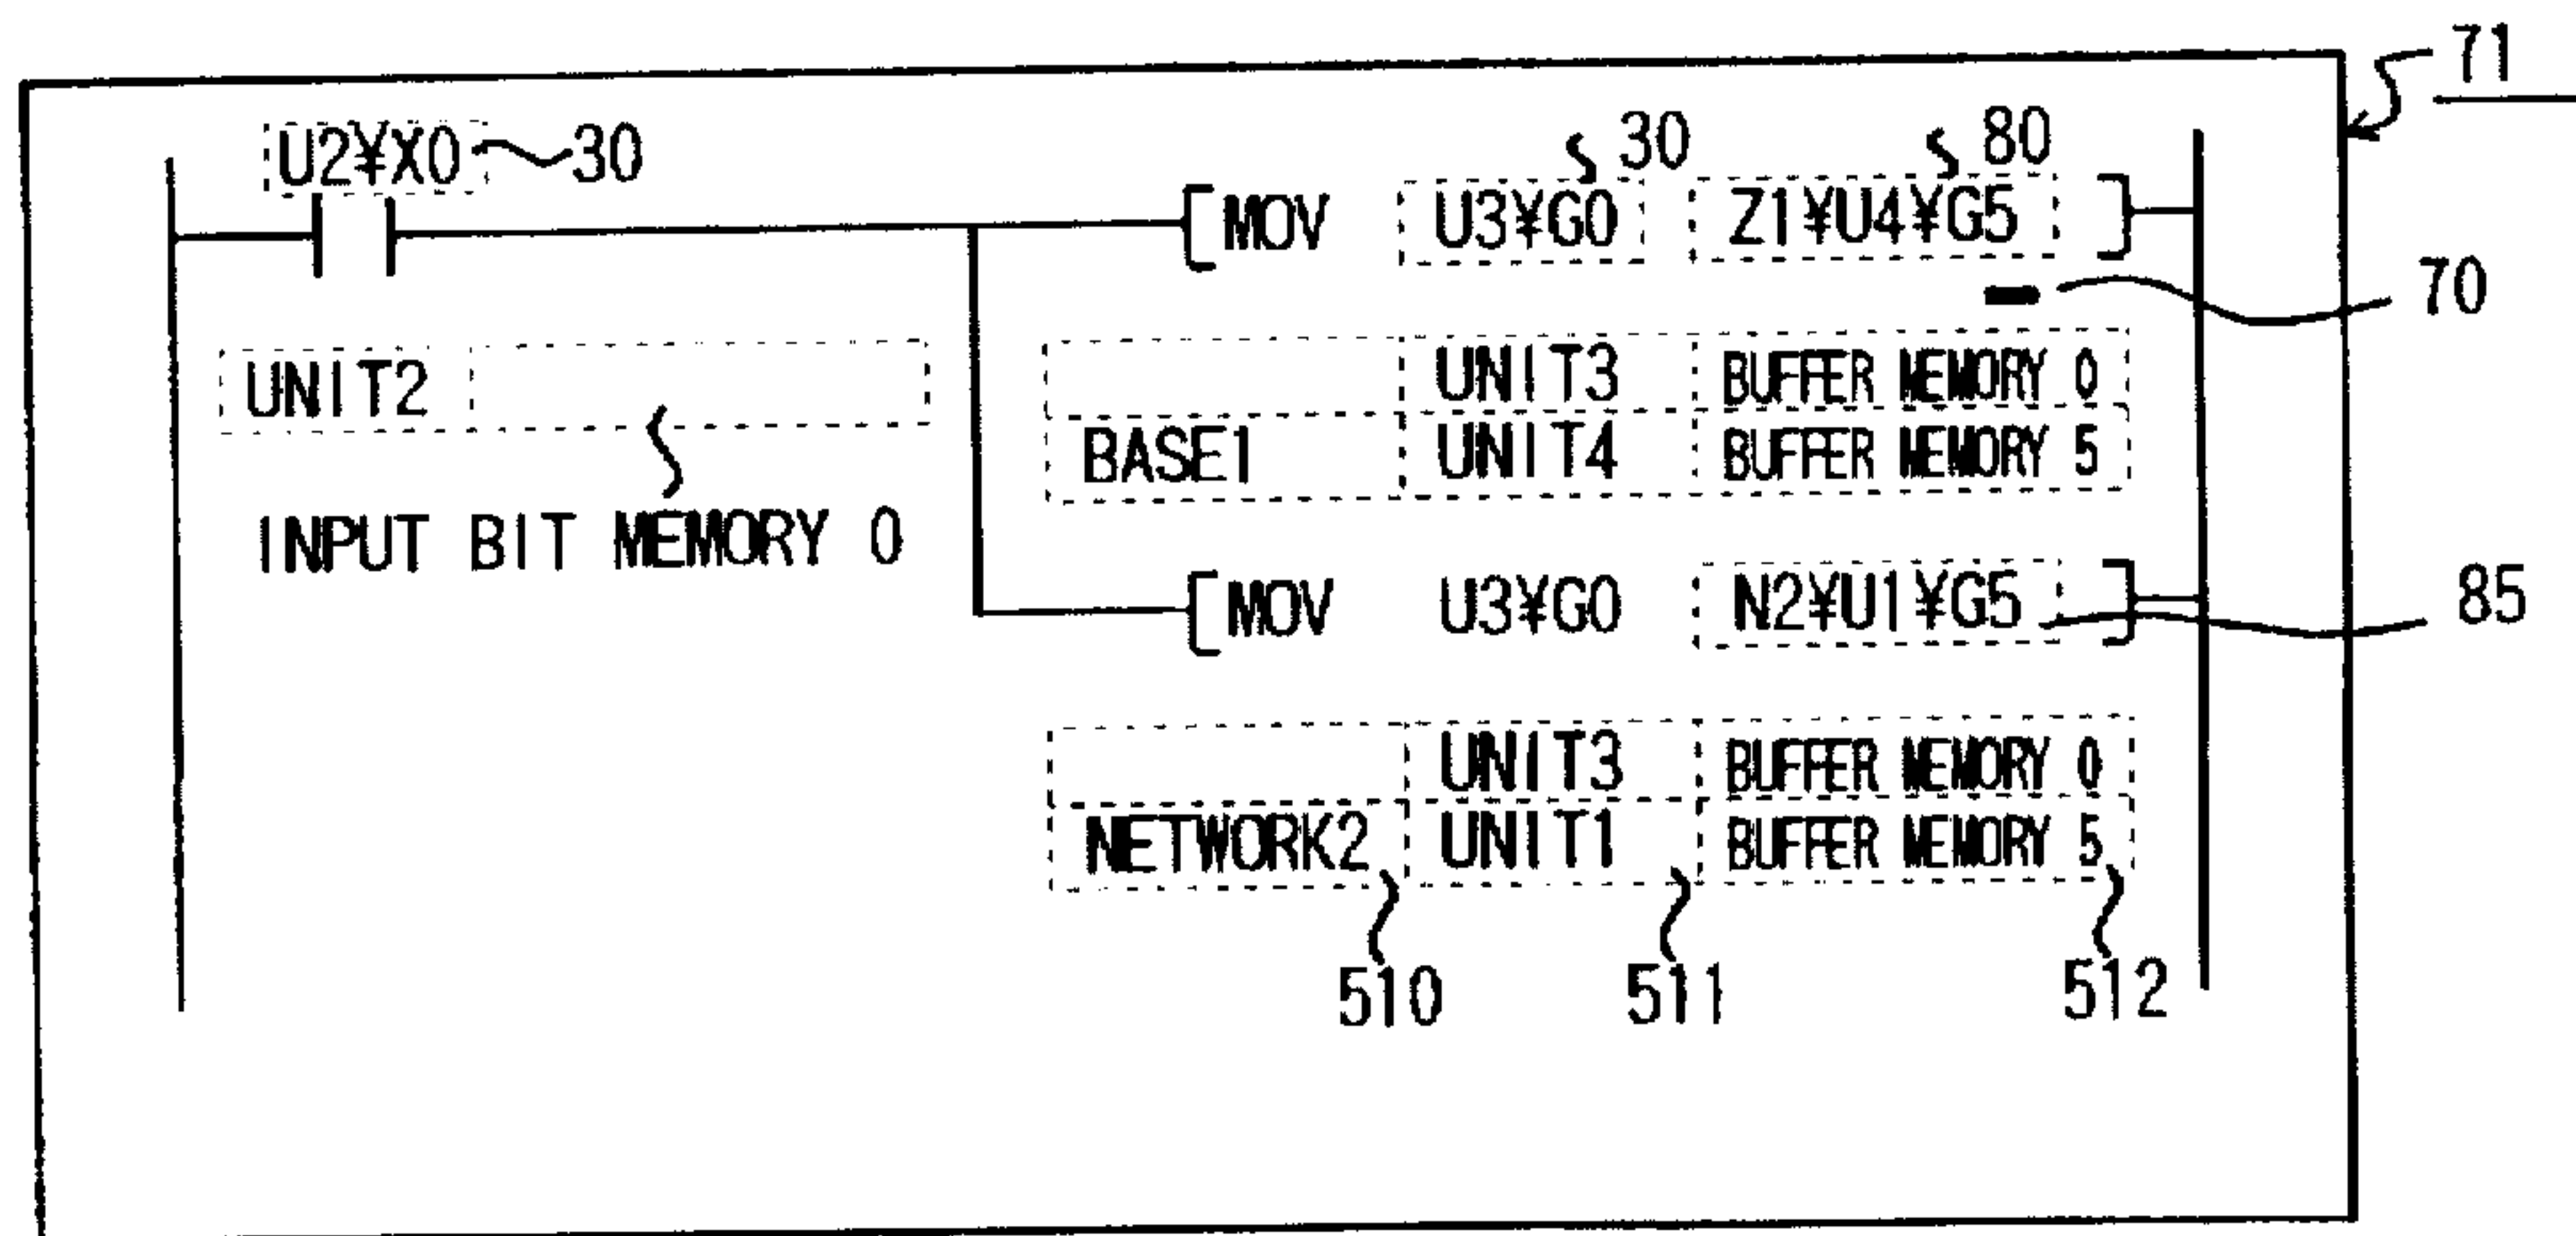 71
U2¥X0 30
30 80
MOV U3¥G0 Z1¥U4¥G5
70
UNIT2
UNIT3 BUFFER MEMORY 0
BASE1 UNIT4 BUFFER MEMORY 5
INPUT BIT MEMORY 0
MOV U3¥G0 N2¥U1¥G5
85
UNIT3 BUFFER MEMORY 0
NETWORK2 UNIT1 BUFFER MEMORY 5
510 511 512